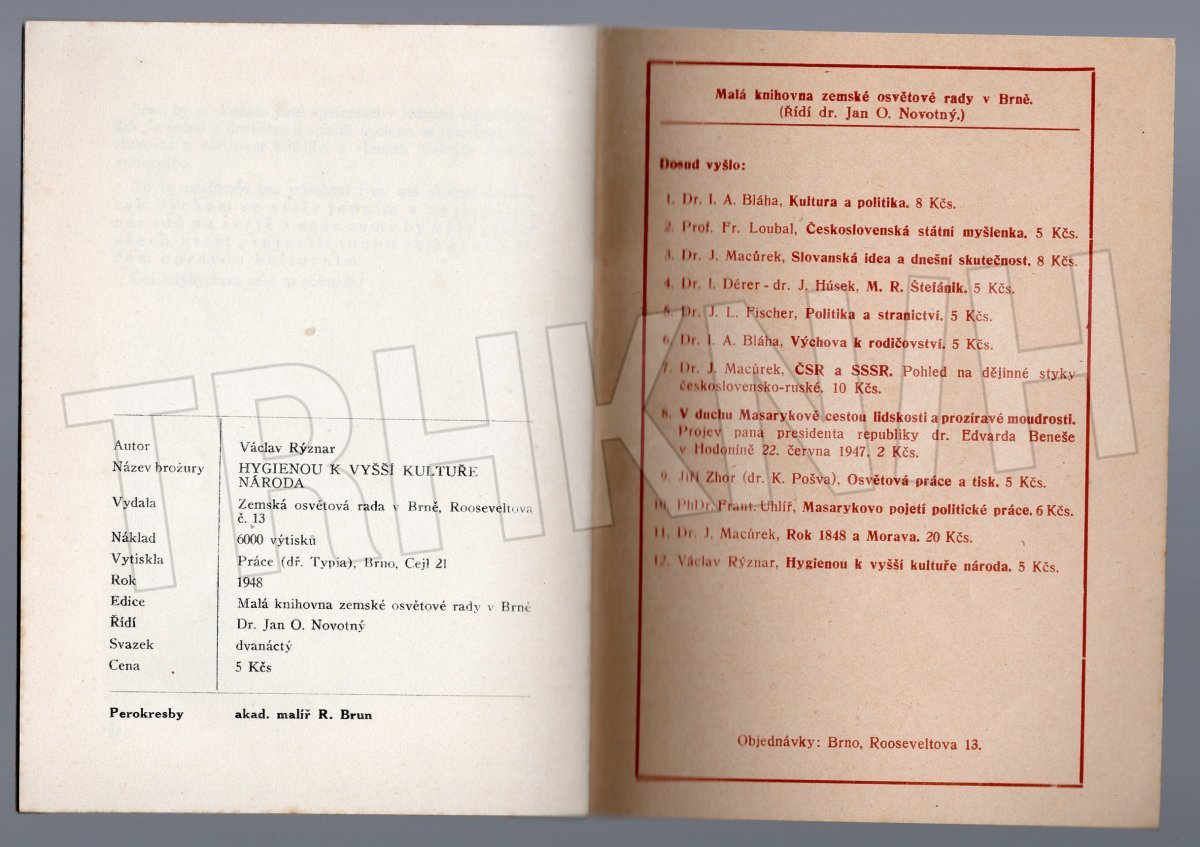 Autor Václav Rýznar
Název brožury HYGIENOU K VYŠŠÍ KULTUŘE
NÁRODA
Vydala Zemská osvětová rada v Brně, Rooseveltova
č. 13
Náklad 6000 výtisků
Vytiskla Práce (dř. Typia), Brno, Cejl 21
Rok 1948
Edice Malá knihovna zemské osvětové rady v Brně
Řídí Dr. Jan O. Novotný
Svazek dvanáctý
Cena 5 Kčs
Perokresby akad. malíř R. Brun
Malá knihovna zemské osvětové rady v Brně.
(Řídí dr. Jan O. Novotný.)
Dosud vyšlo:
1. Dr. I. A. Bláha, Kultura a politika. 8 Kčs.
2. Prof. Fr. Loubal, Československá státní myšlenka. 5 Kčs.
3. Dr. J. Macůrek, Slovanská idea a dnešní skutečnost. 8 Kčs.
4. Dr. I. Dérer - dr. J. Húsek, M. R. Štefánik. 5 Kčs.
5. Dr. J. L. Fischer, Politika a stranictví. 5 Kčs.
6. Dr. I. A. Bláha, Výchova k rodičovství. 5 Kčs.
7. Dr. J. Macůrek, ČSR a SSSR. Pohled na dějinné styky
československo-ruské. 10 Kčs.
8. V duchu Masarykově cestou lidskosti a prozíravé moudrosti.
Projev pana presidenta republiky dr. Edvarda Beneše
v Hodoníně 22. června 1947. 2 Kčs.
9. Jiří Zhor (dr. K. Pošva), Osvětová práce a tisk. 5 Kčs.
10. PhDr. Frant. Uhlíř, Masarykovo pojetí politické práce. 6 Kčs.
11. Dr. J. Macůrek, Rok 1848 a Morava. 20 Kčs.
12. Václav Rýznar, Hygienou k vyšší kultuře národa. 5 Kčs.
Objednávky: Brno, Rooseveltova 13.
TRHKNIH